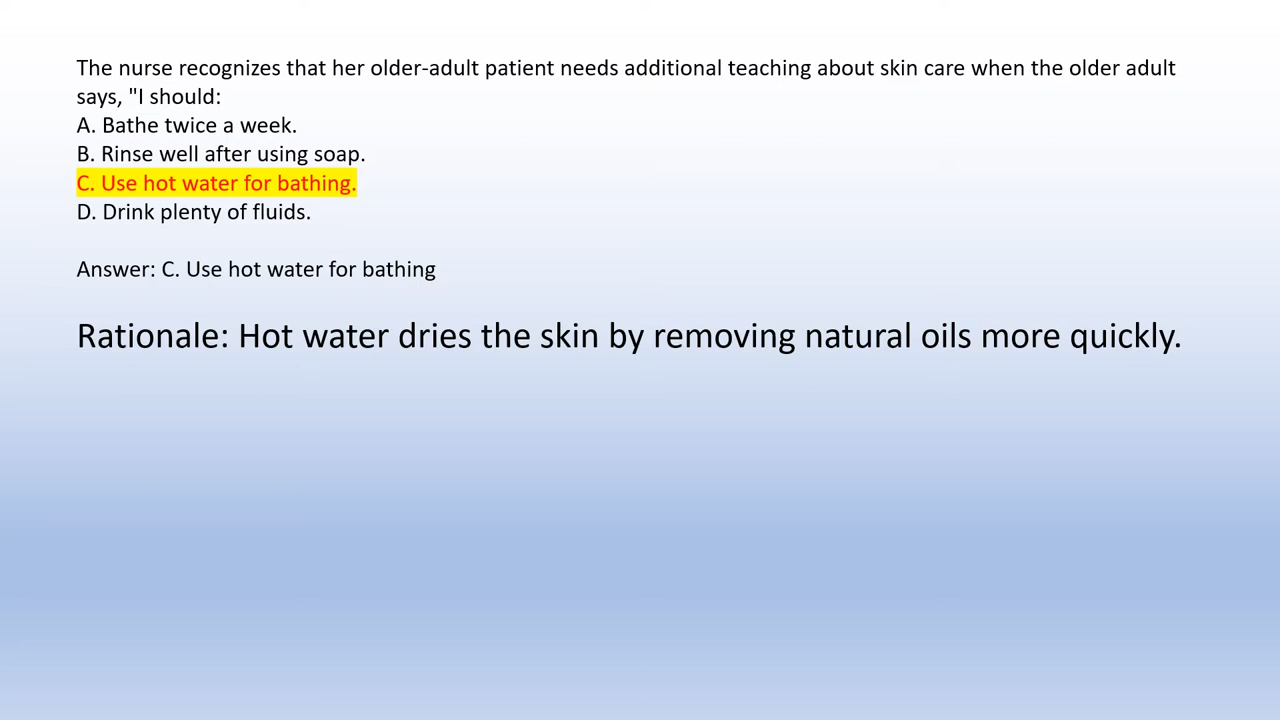 The nurse recognizes that her older-adult patient needs additional teaching about skin care when the older adult
says, "I should:
A. Bathe twice a week.
B. Rinse well after using soap.
C. Use hot water for bathing.
D. Drink plenty of fluids.
Answer: C. Use hot water for bathing
Rationale: Hot water dries the skin by removing natural oils more quickly.